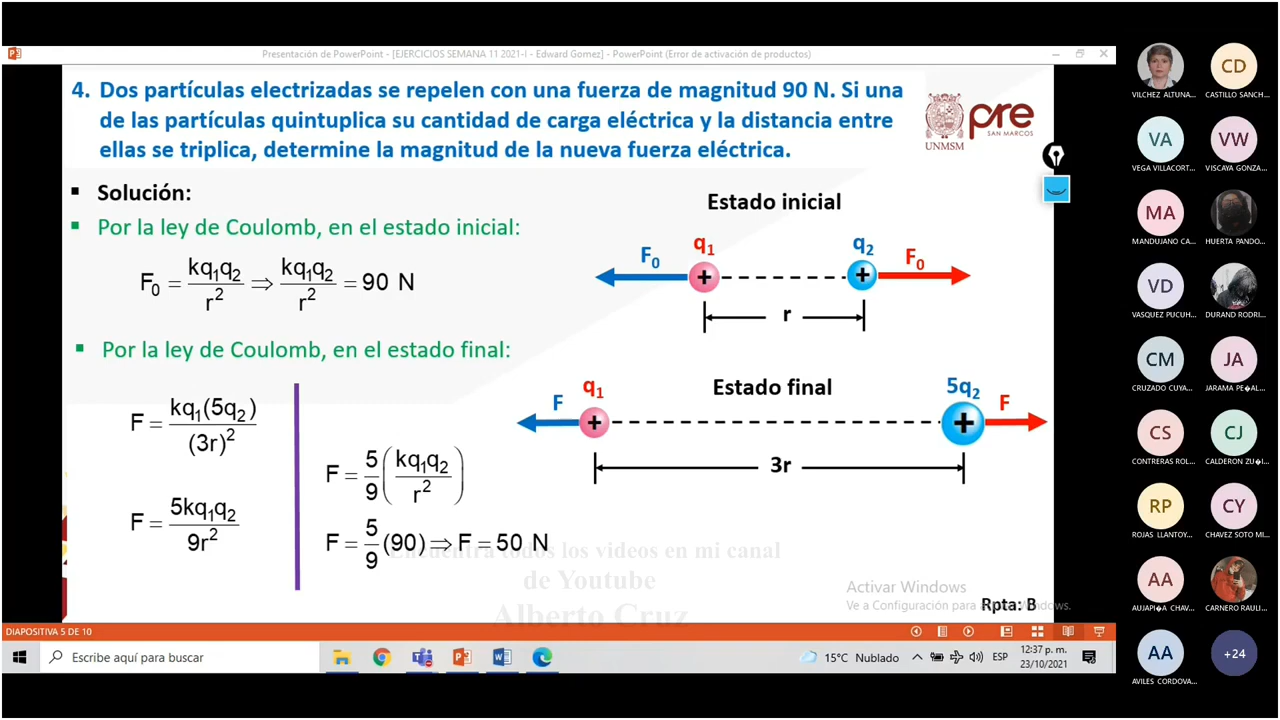 Presentación de PowerPoint - [EJERCICIOS SEMANA 11 2021-I - Edward Gomez] - PowerPoint (Error de activación de productos)
4. Dos partículas electrizadas se repelen con una fuerza de magnitud 90 N. Si una
de las partículas quintuplica su cantidad de carga eléctrica y la distancia entre
ellas se triplica, determine la magnitud de la nueva fuerza eléctrica.
UNMSM
pre
SAN MARCOS
▪ Solución:
▪ Por la ley de Coulomb, en el estado inicial:
F₀ = kq₁q₂ / r² ⇒ kq₁q₂ / r² = 90 N
Estado inicial
F₀ q₁ q₂ F₀
+ +
r
▪ Por la ley de Coulomb, en el estado final:
F = kq₁(5q₂) / (3r)²
F = 5kq₁q₂ / 9r²
F = 5/9 (kq₁q₂ / r²)
F = 5/9 (90) ⇒ F = 50 N
Estado final
F q₁ 5q₂ F
+ +
3r
Encuentra todos los videos en mi canal
de Youtube
Alberto Cruz
Activar Windows
Ve a Configuración para activar Windows.
Rpta: B
DIAPOSITIVA 5 DE 10
Escribe aquí para buscar
15°C Nublado
ESP
12:37 p. m.
23/10/2021
VILCHEZ ALTUNA...
CD
CASTILLO SANCH...
VA
VEGA VILLACORT...
VW
VISCAYA GONZA...
MA
MANDUJANO CA...
HUERTA PANDO...
VD
VASQUEZ PUCUH...
DURAND RODRI...
CM
CRUZADO CUYA...
JA
JARAMA PE�AL...
CS
CONTRERAS ROL...
CJ
CALDERON ZU�I...
RP
ROJAS LLANTOY...
CY
CHAVEZ SOTO MI...
AA
AUJAPI�A CHAV...
CARNERO RAULI...
AA
AVILES CORDOVA...
+24